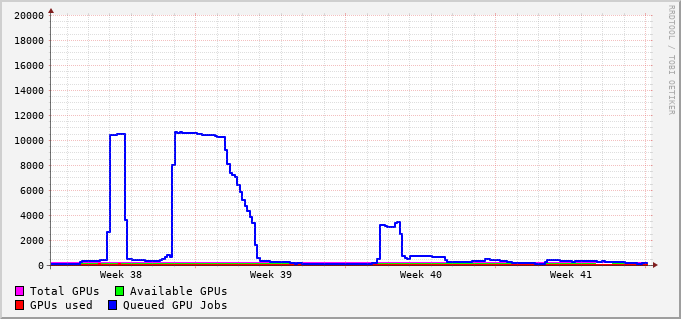 20000
18000
16000
14000
12000
10000
8000
6000
4000
2000
0
Week 38 Week 39 Week 40 Week 41
Total GPUs Available GPUs
GPUs used Queued GPU Jobs
RRDTOOL / TOBI OETIKER